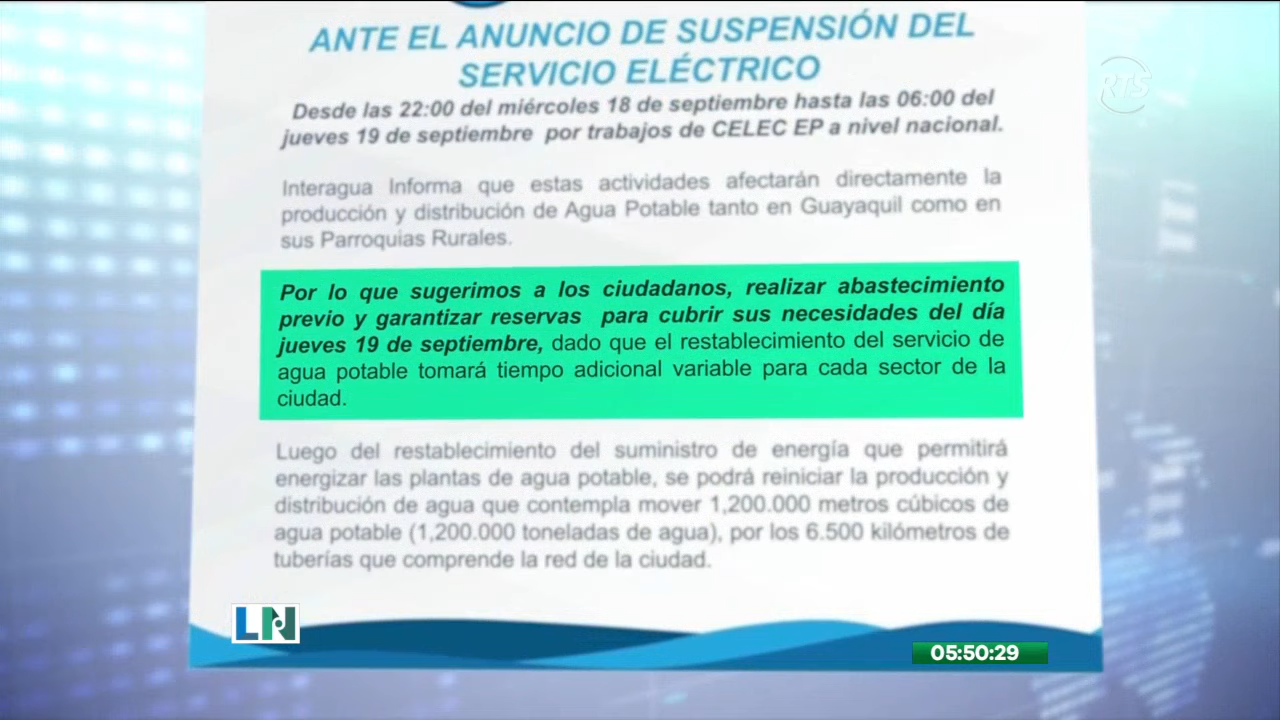 ANTE EL ANUNCIO DE SUSPENSIÓN DEL
SERVICIO ELÉCTRICO
Desde las 22:00 del miércoles 18 de septiembre hasta las 06:00 del
jueves 19 de septiembre por trabajos de CELEC EP a nivel nacional.
Interagua Informa que estas actividades afectarán directamente la
producción y distribución de Agua Potable tanto en Guayaquil como en
sus Parroquias Rurales.
Por lo que sugerimos a los ciudadanos, realizar abastecimiento
previo y garantizar reservas para cubrir sus necesidades del día
jueves 19 de septiembre, dado que el restablecimiento del servicio de
agua potable tomará tiempo adicional variable para cada sector de la
ciudad.
Luego del restablecimiento del suministro de energía que permitirá
energizar las plantas de agua potable, se podrá reiniciar la producción y
distribución de agua que contempla mover 1,200.000 metros cúbicos de
agua potable (1,200.000 toneladas de agua), por los 6.500 kilómetros de
tuberías que comprende la red de la ciudad.
RTS
LN
05:50:29